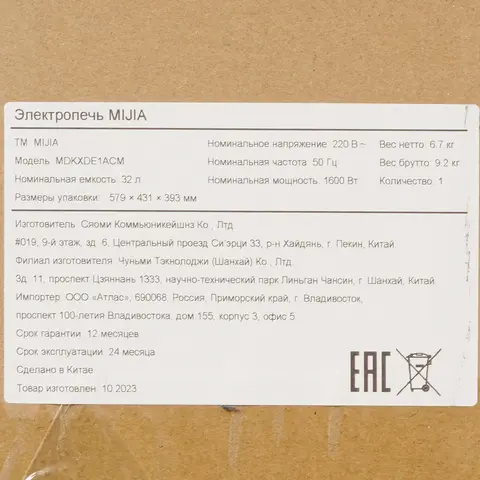 Электропечь MIJIA
ТМ MIJIA Номинальное напряжение 220 В ~ Вес нетто 6.7 кг
Модель MDKXDE1ACM Номинальная частота 50 Гц Вес брутто 9.2 кг
Номинальная емкость 32 л Номинальная мощность 1600 Вт Количество 1
Размеры упаковки: 579 × 431 × 393 мм
Изготовитель Сяоми Коммьюникейшнз Ко , Лтд
#019, 9-й этаж, зд. 6, Центральный проезд Си'эрци 33, р-н Хайдянь, г. Пекин, Китай
Филиал изготовителя Чуньми Тэкнолоджи (Шанхай) Ко , Лтд
Зд. 11, проспект Цзяннань 1333, научно-технический парк Линьган Чансин, г Шанхай, Китай
Импортер ООО «Атлас», 690068. Россия, Приморский край, г Владивосток,
проспект 100-летия Владивостока, дом 155, корпус 3, офис 5
Срок гарантии 12 месяцев
Срок эксплуатации 24 месяца
Сделано в Китае
Товар изготовлен 10 2023
EAC